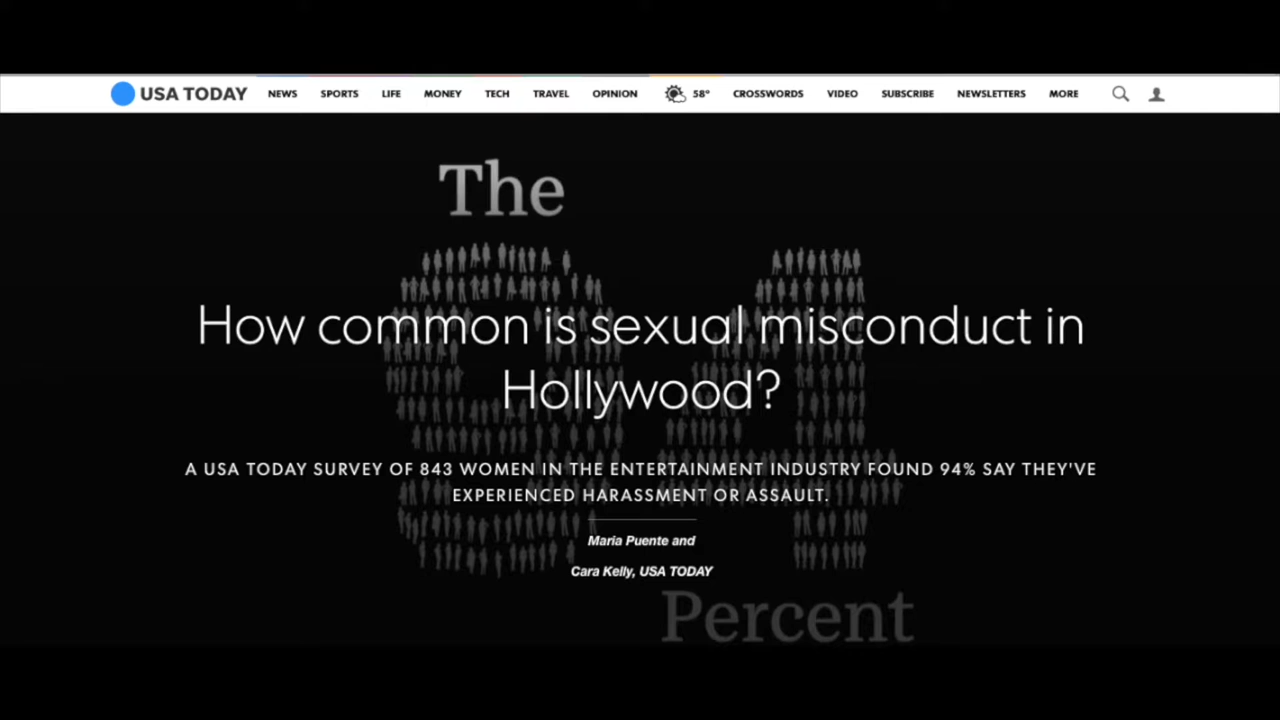 USA TODAY NEWS SPORTS LIFE MONEY TECH TRAVEL OPINION 58° CROSSWORDS VIDEO SUBSCRIBE NEWSLETTERS MORE
The
94
How common is sexual misconduct in
Hollywood?
A USA TODAY SURVEY OF 843 WOMEN IN THE ENTERTAINMENT INDUSTRY FOUND 94% SAY THEY'VE
EXPERIENCED HARASSMENT OR ASSAULT.
Maria Puente and
Cara Kelly, USA TODAY
Percent